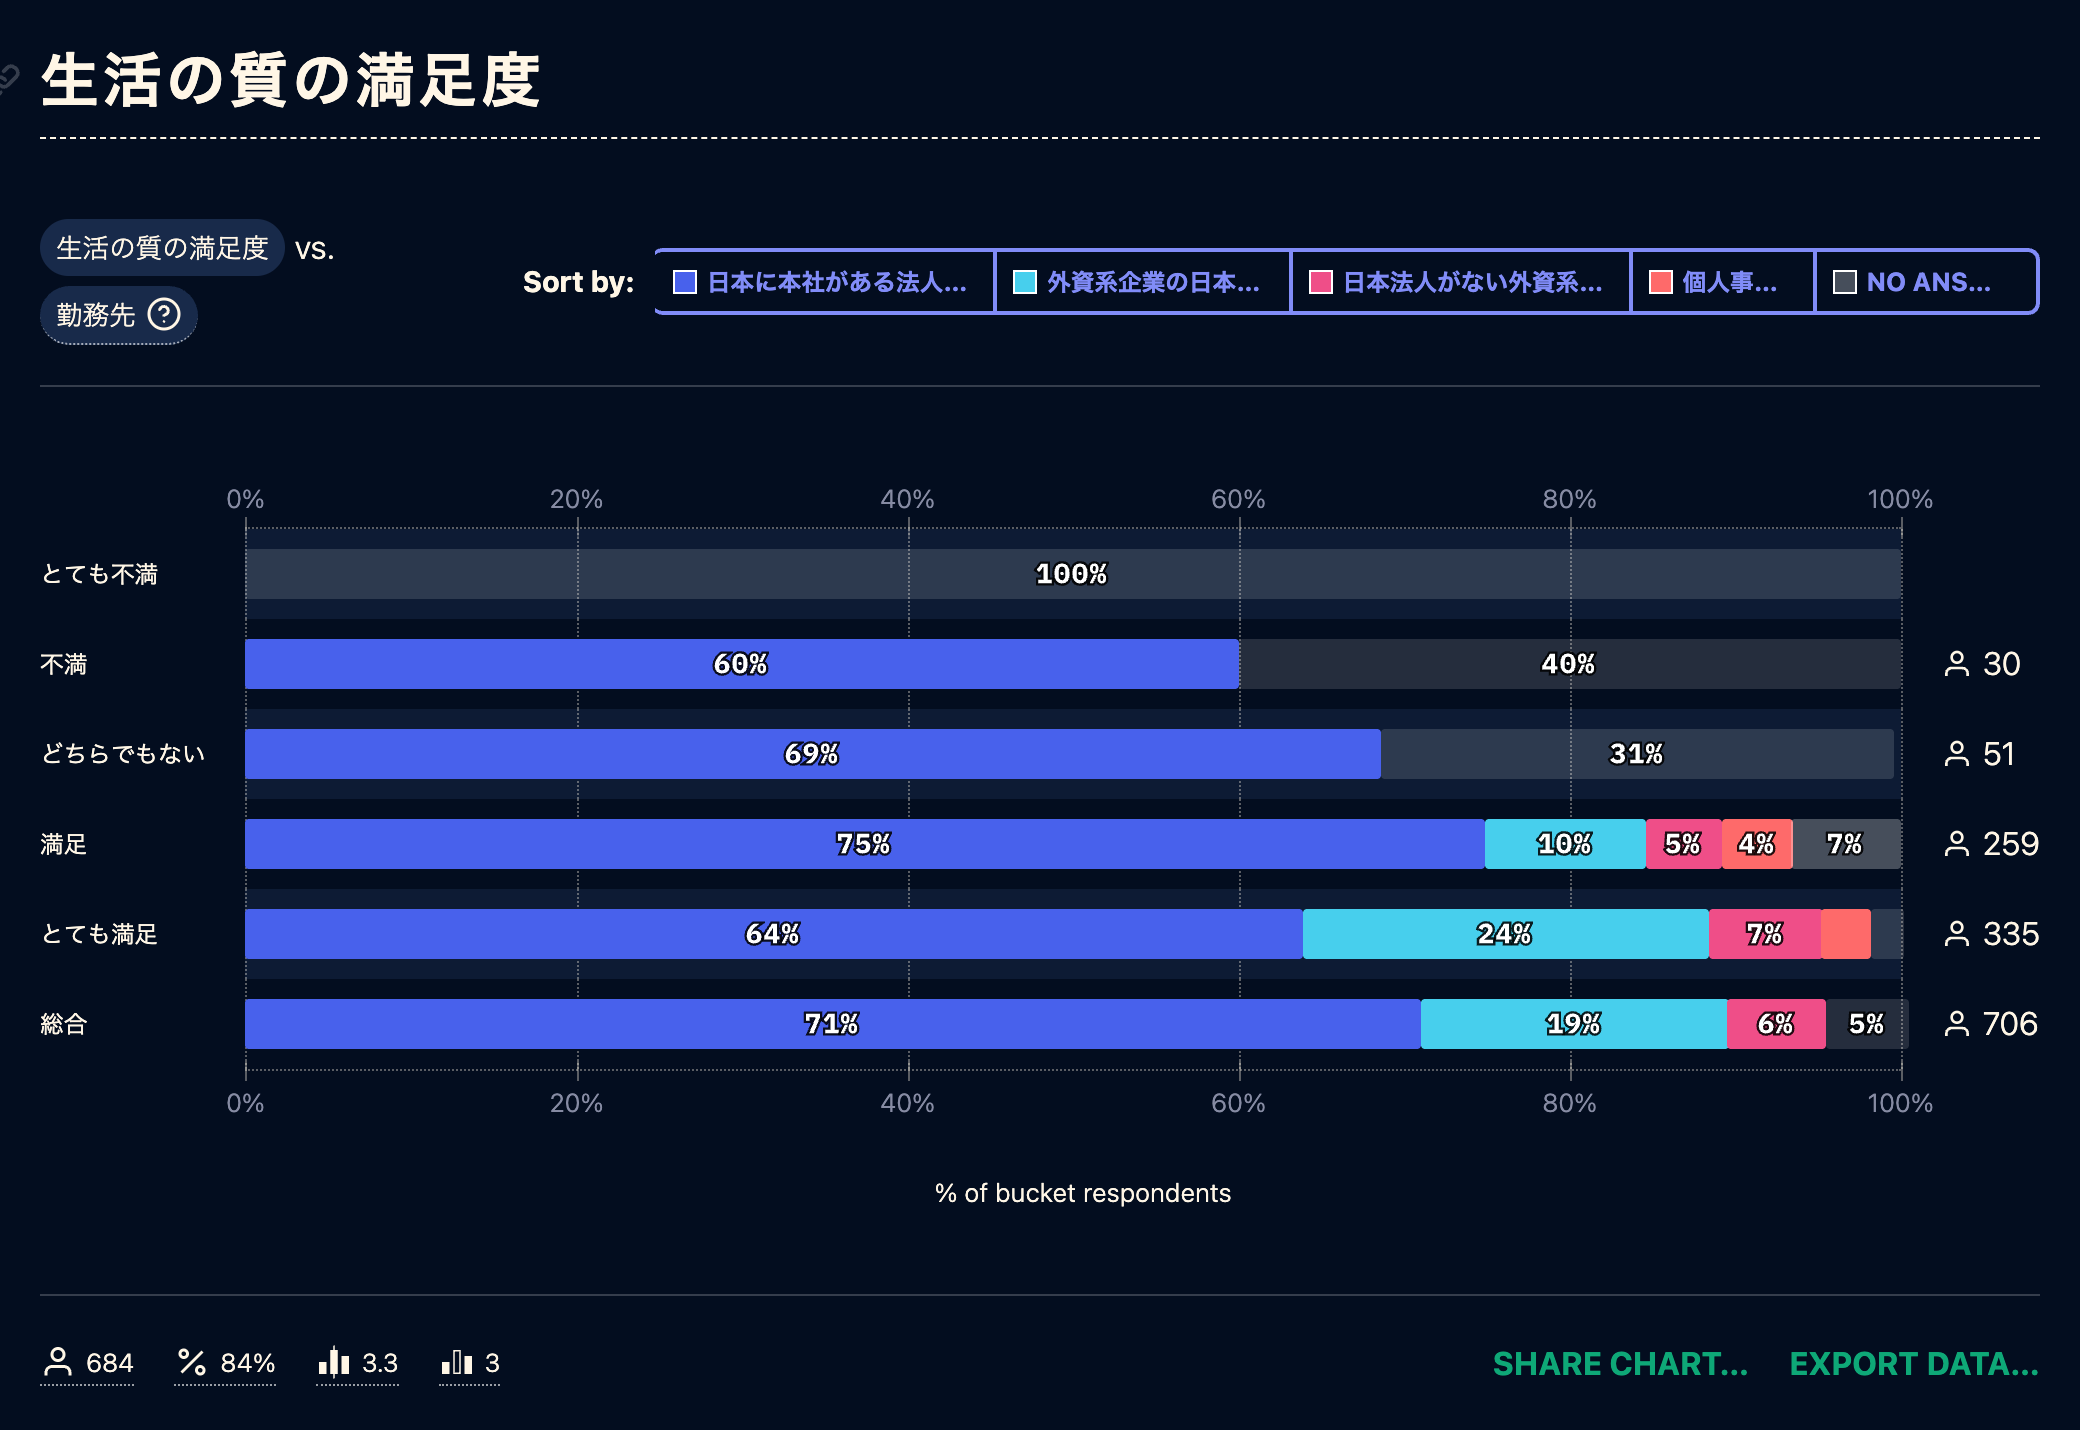 生活の質の満足度
生活の質の満足度 vs.
勤務先 ?
Sort by: 日本に本社がある法人... 外資系企業の日本... 日本法人がない外資系... 個人事... NO ANS...
0% 20% 40% 60% 80% 100%
とても不満 100%
不満 60% 40% 30
どちらでもない 69% 31% 51
満足 75% 10% 5% 4% 7% 259
とても満足 64% 24% 7% 335
総合 71% 19% 6% 5% 706
0% 20% 40% 60% 80% 100%
% of bucket respondents
684 84% 3.3 3 SHARE CHART... EXPORT DATA...